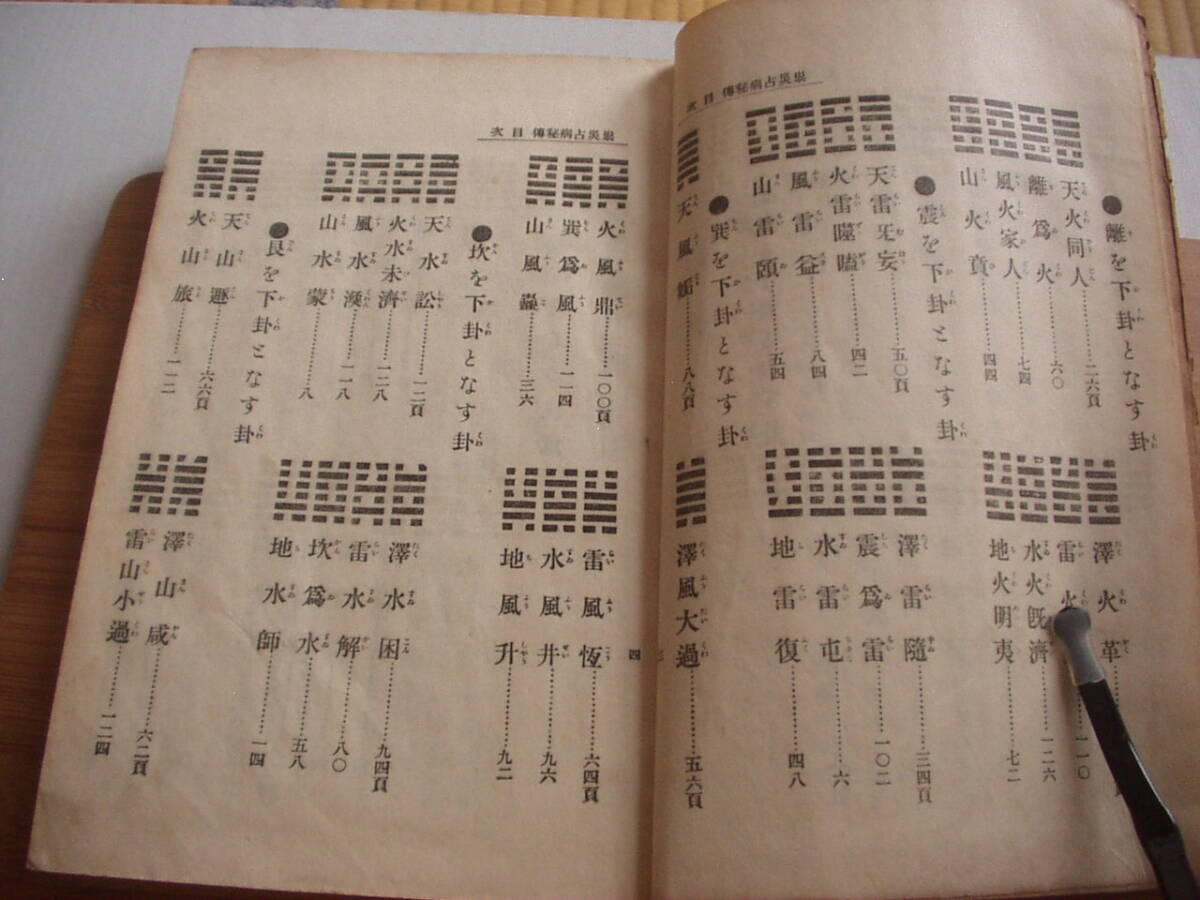 祟災占病秘傳 目次
離を下卦となす卦
天火同人…………二六頁
離爲火…………六〇
風火家人…………七四
山火賁…………四四
澤火革
雷火
水火既濟…………一二六
地火明夷…………七二
震を下卦となす卦
天雷旡妄…………五〇頁
火雷噬嗑…………四二
風雷益…………八四
山雷頤…………五四
澤雷隨…………三四頁
震爲雷…………一〇二
水雷屯…………六
地雷復…………四八
巽を下卦となす卦
天風姤…………八八頁
澤風大過…………五六頁
三
祟災占病秘傳 目次
火風鼎…………一〇〇頁
巽爲風…………一一四
山風蠱…………三六
雷風恆…………六四頁
水風井…………九六
地風升…………九二
坎を下卦となす卦
天水訟…………一二頁
火水未濟…………一二八
風水渙…………一一八
山水蒙…………八
澤水困…………九四頁
雷水解…………八〇
坎爲水…………五八
地水師…………一四
艮を下卦となす卦
天山遯…………六六頁
火山旅…………一一二
澤山咸…………六二頁
雷山小過…………一二四
四